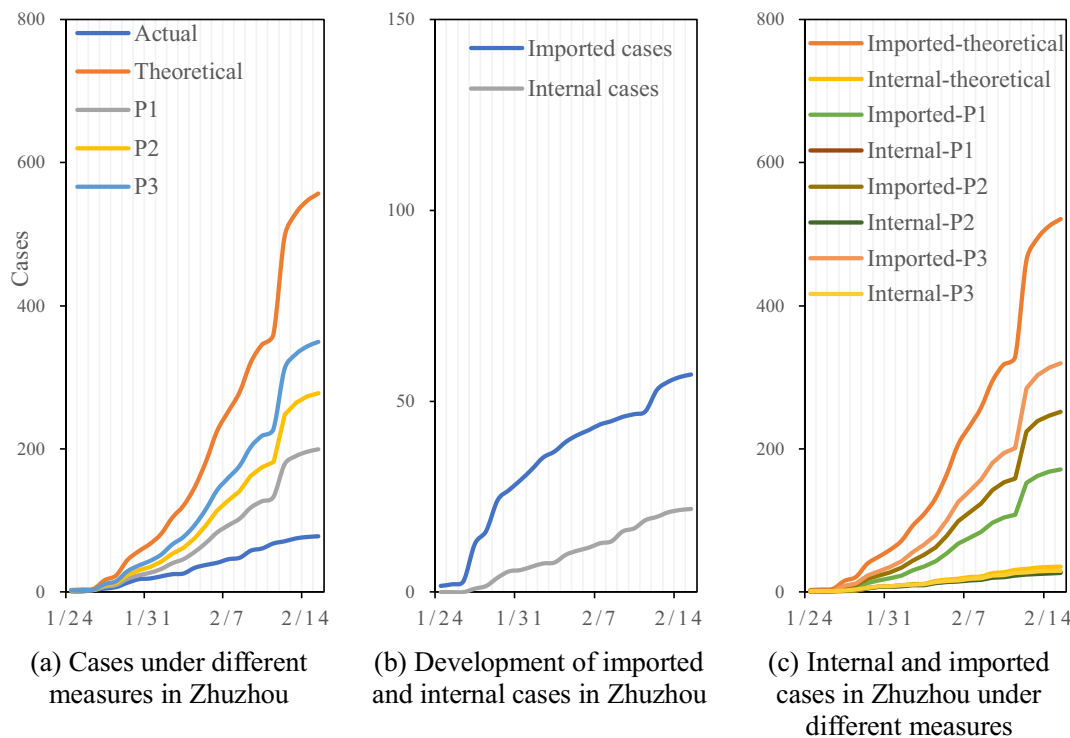 800
600
400
200
0
Cases
Actual
Theoretical
P1
P2
P3
1/24
1/31
2/7
2/14
(a) Cases under different
measures in Zhuzhou
150
100
50
0
Imported cases
Internal cases
1/24
1/31
2/7
2/14
(b) Development of imported
and internal cases in Zhuzhou
800
600
400
200
0
Imported-theoretical
Internal-theoretical
Imported-P1
Internal-P1
Imported-P2
Internal-P2
Imported-P3
Internal-P3
1/24
1/31
2/7
2/14
(c) Internal and imported
cases in Zhuzhou under
different measures